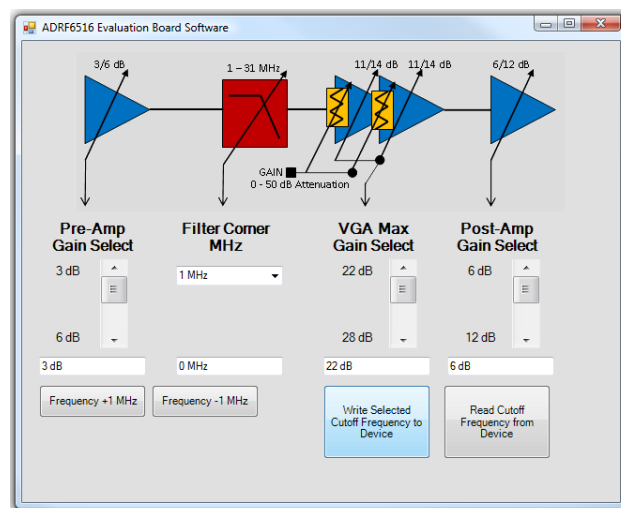 ADRF6516 Evaluation Board Software
3/6 dB
1 – 31 MHz
11/14 dB
11/14 dB
6/12 dB
GAIN
0 - 50 dB Attenuation
Pre-Amp
Gain Select
Filter Corner
MHz
VGA Max
Gain Select
Post-Amp
Gain Select
3 dB
1 MHz
22 dB
6 dB
6 dB
28 dB
12 dB
3 dB
0 MHz
22 dB
6 dB
Frequency +1 MHz
Frequency -1 MHz
Write Selected
Cutoff Frequency to
Device
Read Cutoff
Frequency from
Device